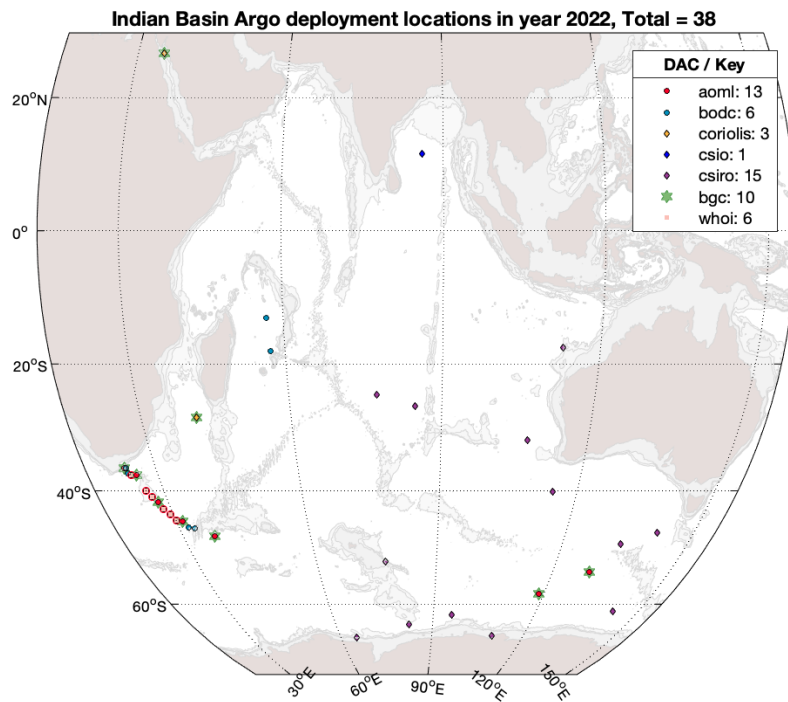 Indian Basin Argo deployment locations in year 2022, Total = 38
DAC / Key
aoml: 13
bodc: 6
coriolis: 3
csio: 1
csiro: 15
bgc: 10
whoi: 6
20°N
0°
20°S
40°S
60°S
30°E
60°E
90°E
120°E
150°E